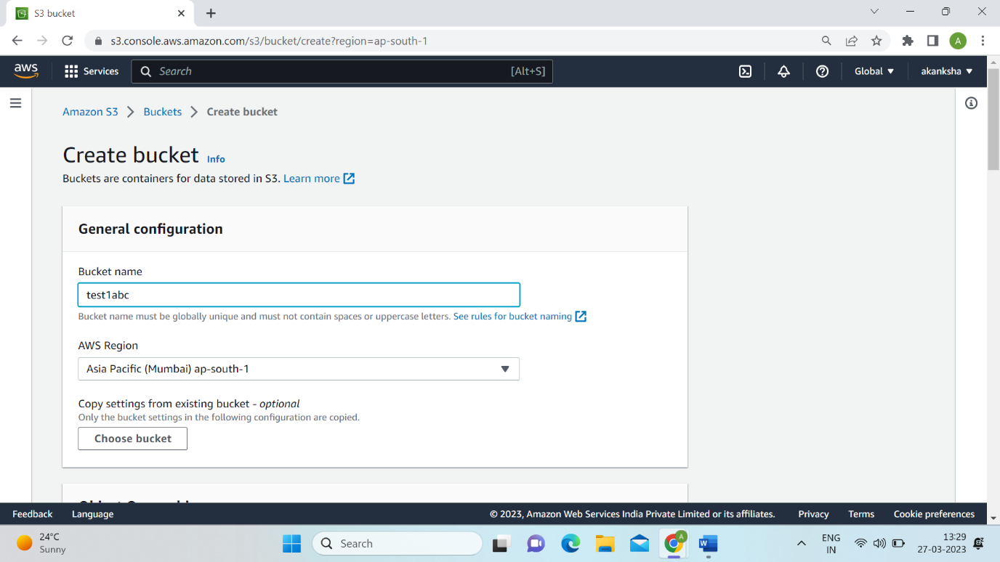 S3 bucket
s3.console.aws.amazon.com/s3/bucket/create?region=ap-south-1
A
aws
Services
Search
[Alt+S]
Global
akanksha
Amazon S3 > Buckets > Create bucket
Create bucket Info
Buckets are containers for data stored in S3. Learn more
General configuration
Bucket name
test1abc
Bucket name must be globally unique and must not contain spaces or uppercase letters. See rules for bucket naming
AWS Region
Asia Pacific (Mumbai) ap-south-1
Copy settings from existing bucket - optional
Only the bucket settings in the following configuration are copied.
Choose bucket
Feedback
Language
© 2023, Amazon Web Services India Private Limited or its affiliates.
Privacy
Terms
Cookie preferences
24°C
Sunny
Search
A
W
ENG
IN
13:29
27-03-2023